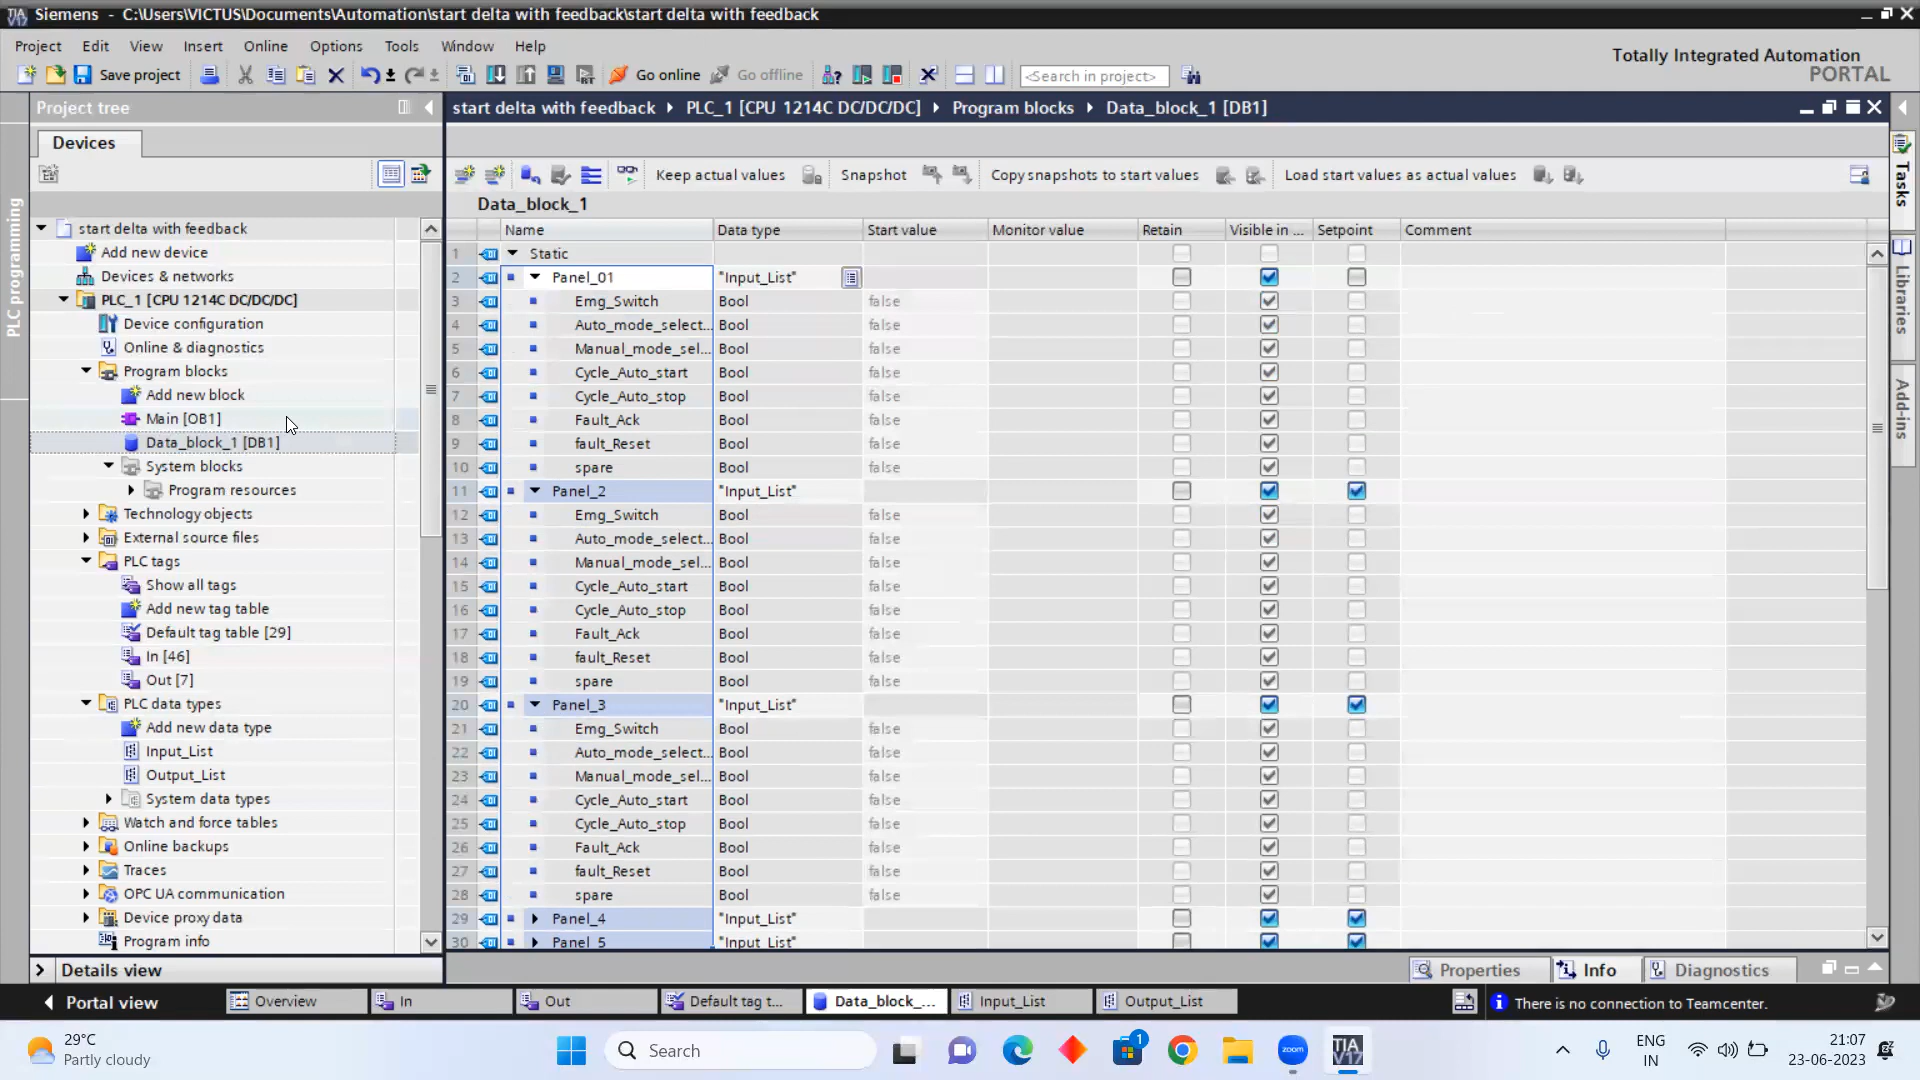 Siemens - C:\Users\VICTUS\Documents\Automation\start delta with feedback\start delta with feedback
Project Edit View Insert Online Options Tools Window Help
Totally Integrated Automation
PORTAL
Save project
Go online
Go offline
<Search in project>
Project tree
start delta with feedback
PLC_1 [CPU 1214C DC/DC/DC]
Program blocks
Data_block_1 [DB1]
Devices
Keep actual values
Snapshot
Copy snapshots to start values
Load start values as actual values
PLC programming
Tasks
Libraries
Add-ins
start delta with feedback
Add new device
Devices & networks
PLC_1 [CPU 1214C DC/DC/DC]
Device configuration
Online & diagnostics
Program blocks
Add new block
Main [OB1]
Data_block_1 [DB1]
System blocks
Program resources
Technology objects
External source files
PLC tags
Show all tags
Add new tag table
Default tag table [29]
In [46]
Out [7]
PLC data types
Add new data type
Input_List
Output_List
System data types
Watch and force tables
Online backups
Traces
OPC UA communication
Device proxy data
Program info
Data_block_1
Name Data type Start value Monitor value Retain Visible in ... Setpoint Comment
1 Static
2 Panel_01 "Input_List"
3 Emg_Switch Bool false
4 Auto_mode_select... Bool false
5 Manual_mode_sel... Bool false
6 Cycle_Auto_start Bool false
7 Cycle_Auto_stop Bool false
8 Fault_Ack Bool false
9 fault_Reset Bool false
10 spare Bool false
11 Panel_2 "Input_List"
12 Emg_Switch Bool false
13 Auto_mode_select... Bool false
14 Manual_mode_sel... Bool false
15 Cycle_Auto_start Bool false
16 Cycle_Auto_stop Bool false
17 Fault_Ack Bool false
18 fault_Reset Bool false
19 spare Bool false
20 Panel_3 "Input_List"
21 Emg_Switch Bool false
22 Auto_mode_select... Bool false
23 Manual_mode_sel... Bool false
24 Cycle_Auto_start Bool false
25 Cycle_Auto_stop Bool false
26 Fault_Ack Bool false
27 fault_Reset Bool false
28 spare Bool false
29 Panel_4 "Input_List"
30 Panel_5 "Input_List"
Details view
Properties
Info
Diagnostics
Portal view
Overview
In
Out
Default tag t...
Data_block_...
Input_List
Output_List
There is no connection to Teamcenter.
29°C
Partly cloudy
Search
1
zoom
TIA
V17
ENG
IN
21:07
23-06-2023